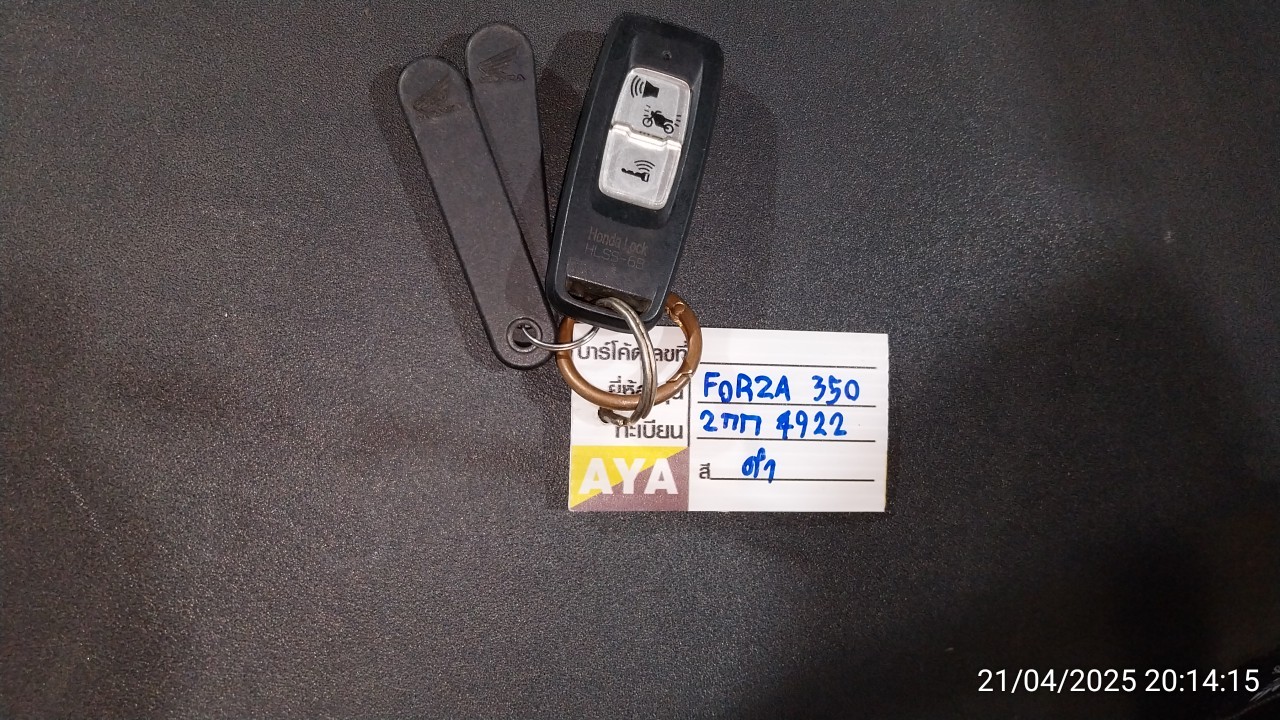 Honda Lock
HLSS-65
บาร์โค้ดเลขที่
ยี่ห้อ/รุ่น FORZA 350
ทะเบียน 2กก 4922
AYA สี ดำ
21/04/2025 20:14:15